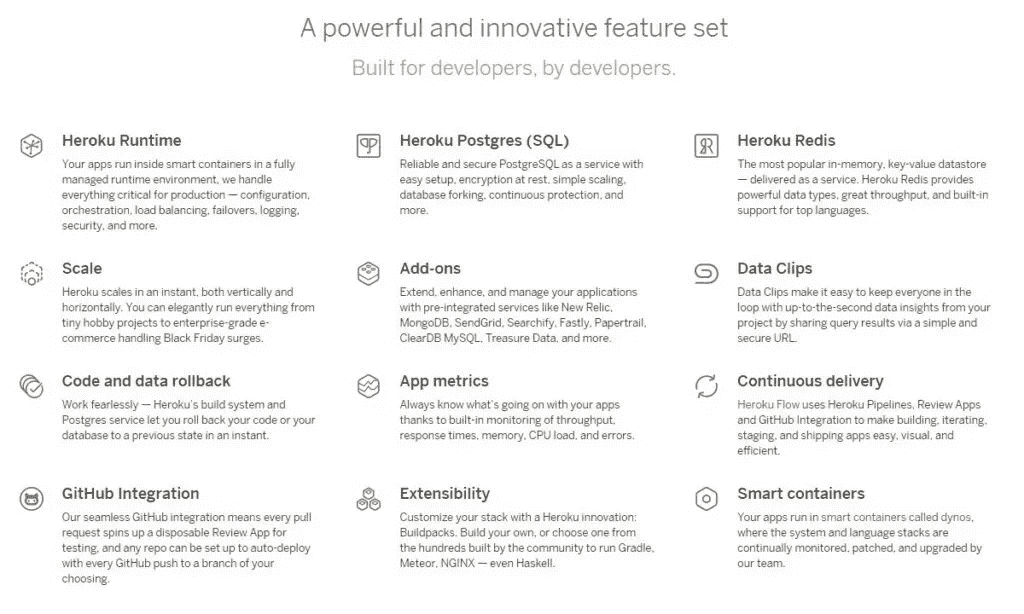 A powerful and innovative feature set
Built for developers, by developers.
Heroku Runtime
Your apps run inside smart containers in a fully
managed runtime environment, we handle
everything critical for production — configuration,
orchestration, load balancing, failovers, logging,
security, and more.
Heroku Postgres (SQL)
Reliable and secure PostgreSQL as a service with
easy setup, encryption at rest, simple scaling,
database forking, continuous protection, and
more.
Heroku Redis
The most popular in-memory, key-value datastore
— delivered as a service. Heroku Redis provides
powerful data types, great throughput, and built-in
support for top languages.
Scale
Heroku scales in an instant, both vertically and
horizontally. You can elegantly run everything from
tiny hobby projects to enterprise-grade e-
commerce handling Black Friday surges.
Add-ons
Extend, enhance, and manage your applications
with pre-integrated services like New Relic,
MongoDB, SendGrid, Searchify, Fastly, Papertrail,
ClearDB MySQL, Treasure Data, and more.
Data Clips
Data Clips make it easy to keep everyone in the
loop with up-to-the-second data insights from your
project by sharing query results via a simple and
secure URL.
Code and data rollback
Work fearlessly — Heroku's build system and
Postgres service let you roll back your code or your
database to a previous state in an instant.
App metrics
Always know what's going on with your apps
thanks to built-in monitoring of throughput,
response times, memory, CPU load, and errors.
Continuous delivery
Heroku Flow uses Heroku Pipelines, Review Apps
and GitHub Integration to make building, iterating,
staging, and shipping apps easy, visual, and
efficient.
GitHub Integration
Our seamless GitHub integration means every pull
request spins up a disposable Review App for
testing, and any repo can be set up to auto-deploy
with every GitHub push to a branch of your
choosing.
Extensibility
Customize your stack with a Heroku innovation:
Buildpacks. Build your own, or choose one from
the hundreds built by the community to run Gradle,
Meteor, NGINX — even Haskell.
Smart containers
Your apps run in smart containers called dynos,
where the system and language stacks are
continually monitored, patched, and upgraded by
our team.